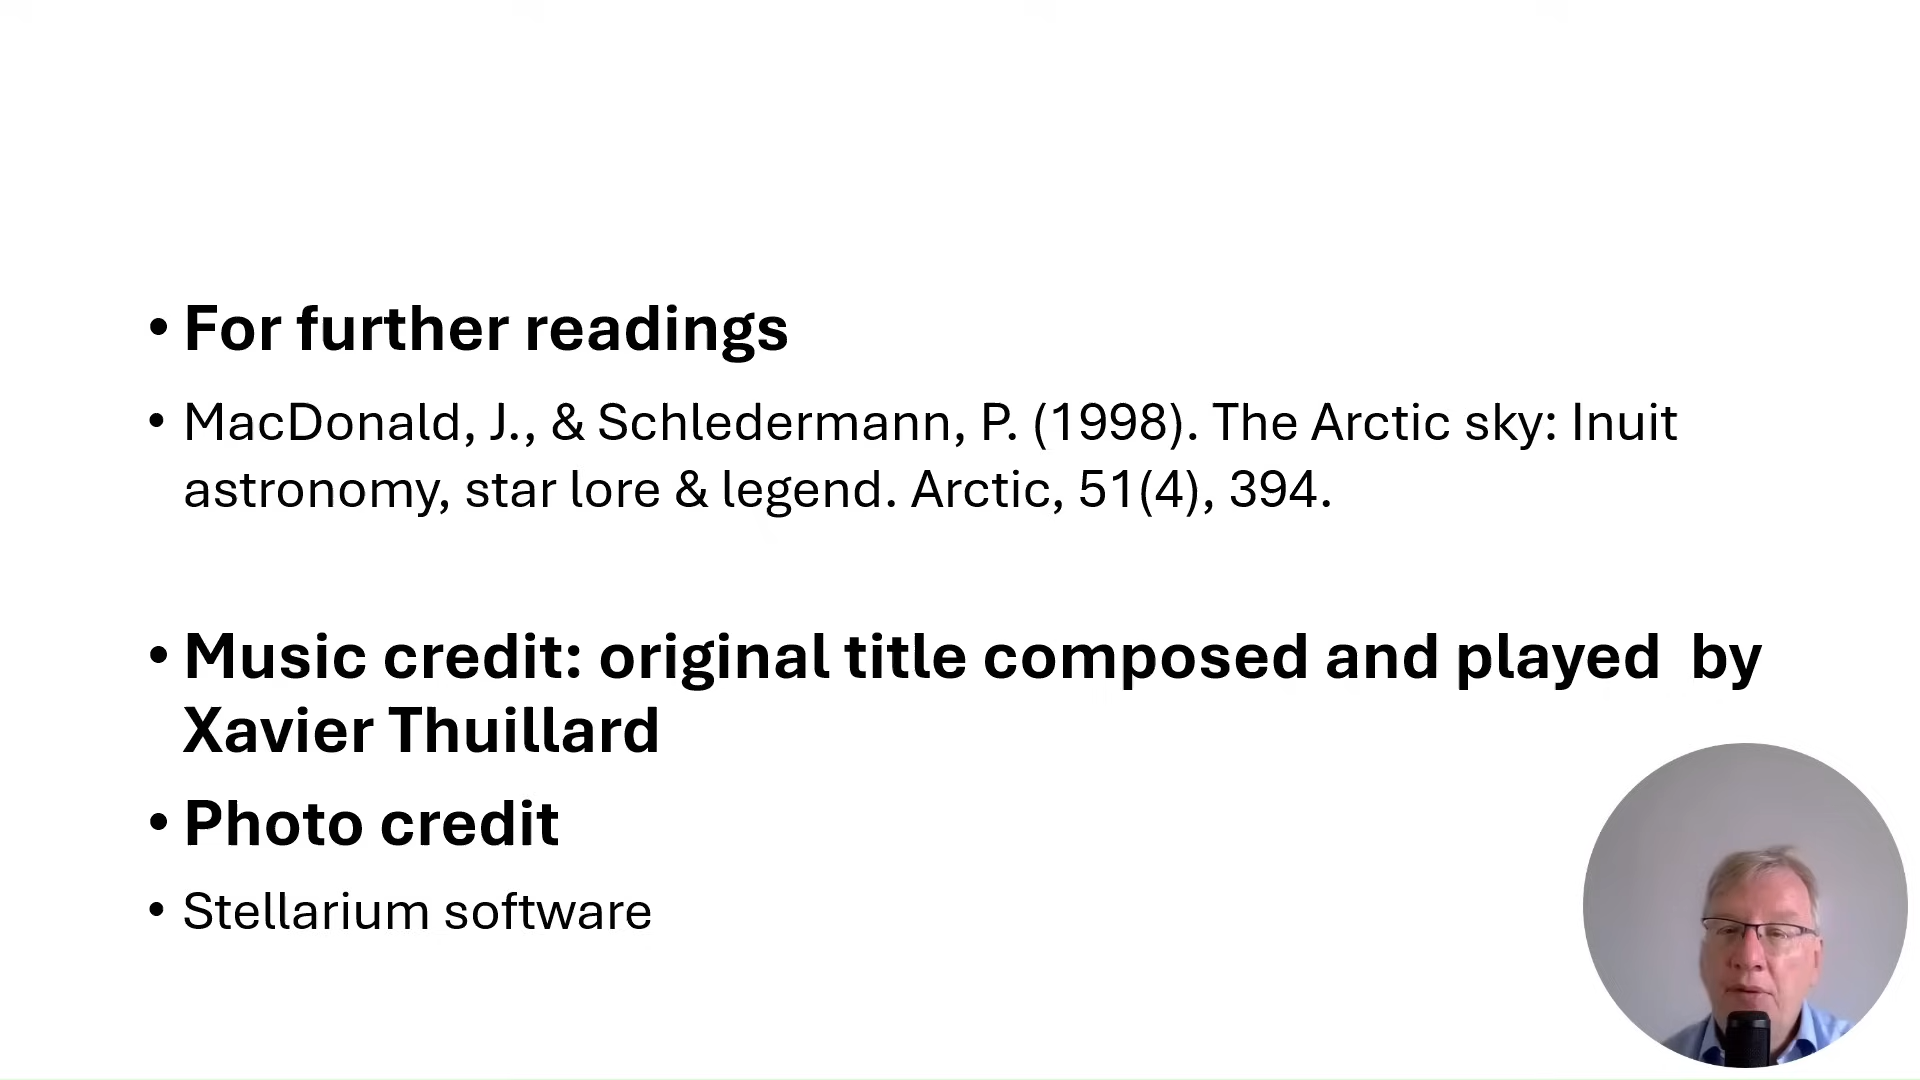 • For further readings
• MacDonald, J., & Schledermann, P. (1998). The Arctic sky: Inuit
astronomy, star lore & legend. Arctic, 51(4), 394.
• Music credit: original title composed and played  by
Xavier Thuillard
• Photo credit
• Stellarium software